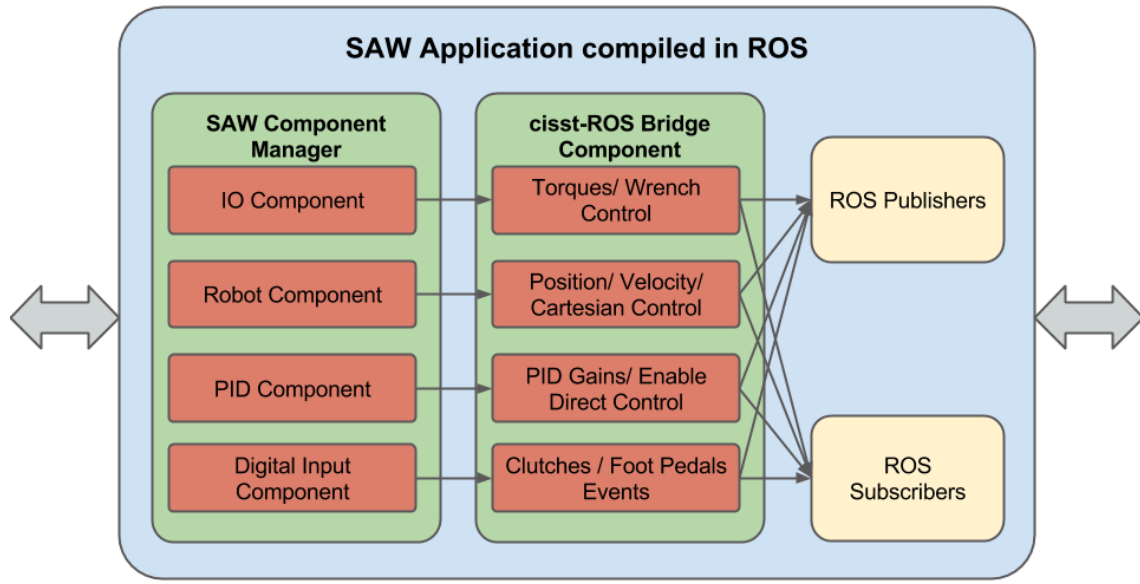 SAW Application compiled in ROS
SAW Component
Manager
IO Component
Robot Component
PID Component
Digital Input
Component
cisst-ROS Bridge
Component
Torques/ Wrench
Control
Position/ Velocity/
Cartesian Control
PID Gains/ Enable
Direct Control
Clutches / Foot Pedals
Events
ROS Publishers
ROS
Subscribers